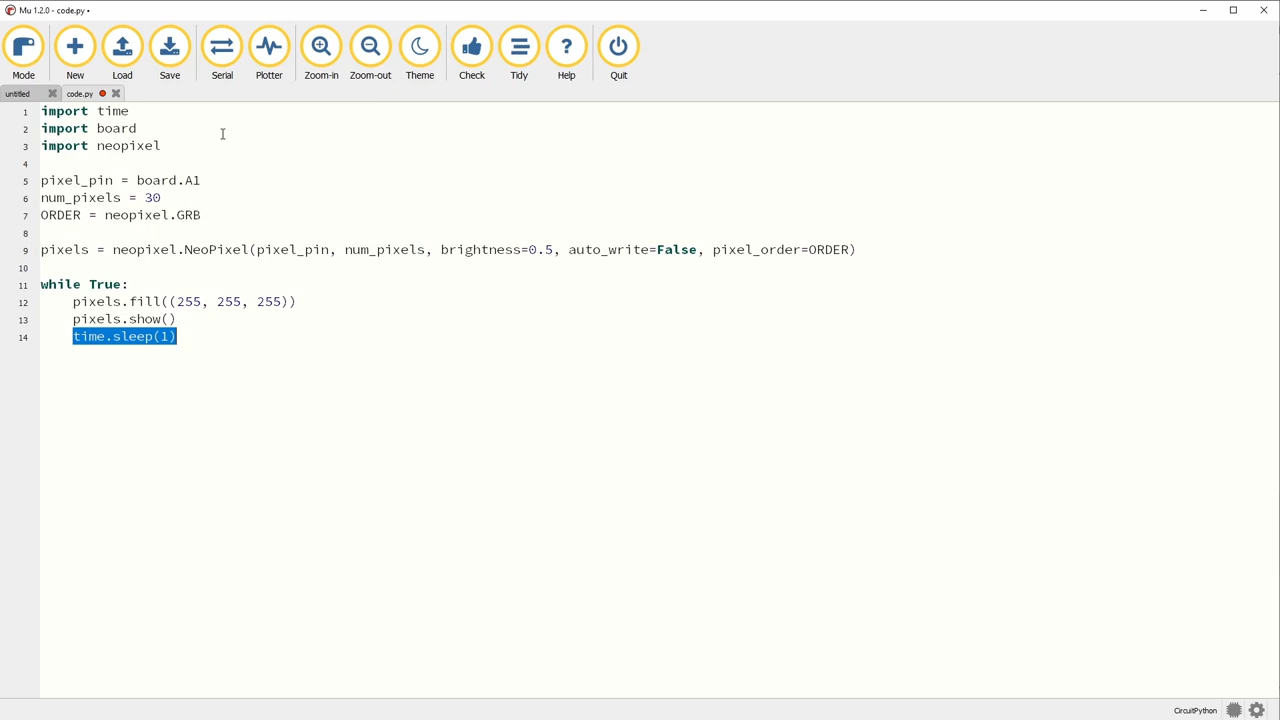 Mu 1.2.0 - code.py •
Mode New Load Save Serial Plotter Zoom-in Zoom-out Theme Check Tidy Help Quit
untitled code.py
1 import time
2 import board
3 import neopixel
4
5 pixel_pin = board.A1
6 num_pixels = 30
7 ORDER = neopixel.GRB
8
9 pixels = neopixel.NeoPixel(pixel_pin, num_pixels, brightness=0.5, auto_write=False, pixel_order=ORDER)
10
11 while True:
12 pixels.fill((255, 255, 255))
13 pixels.show()
14 time.sleep(1)
CircuitPython